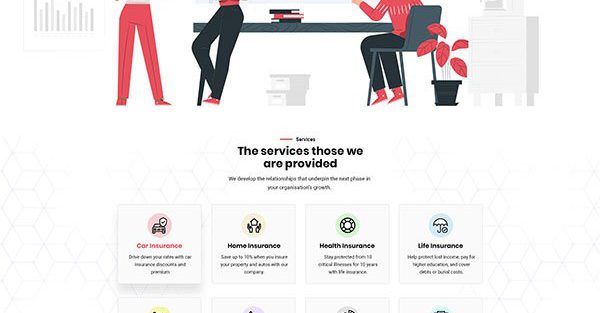 Services
The services those we
are provided
We develop the relationships that underpin the next phase in
your organisation's growth.
Car Insurance
Drive down your rates with car
insurance discounts and
premium
Home Insurance
Save up to 10% when you insure
your property and autos with our
company.
Health Insurance
Stay protected from 10
critical illnesses for 10 years
with life insurance.
Life Insurance
Help protect lost income, pay for
higher education, and cover
debts or burial costs.